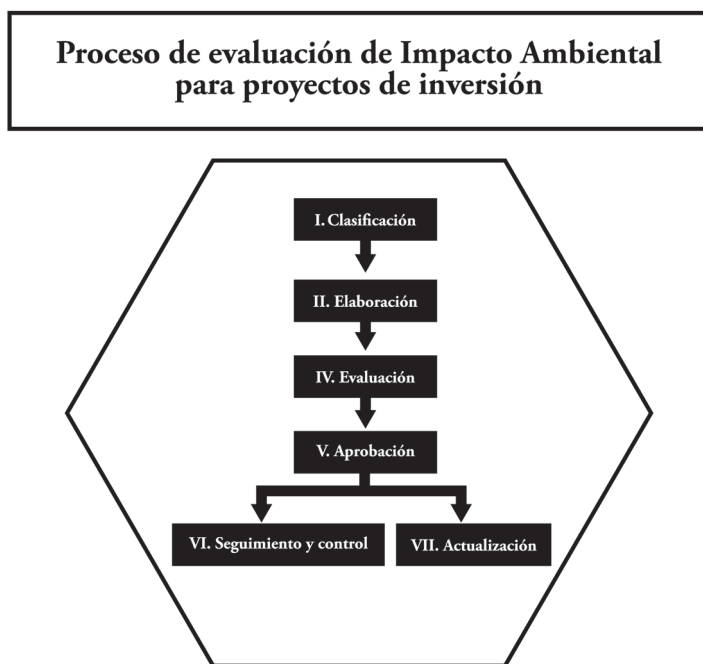 Proceso de evaluación de Impacto Ambiental
para proyectos de inversión
I. Clasificación
II. Elaboración
IV. Evaluación
V. Aprobación
VI. Seguimiento y control
VII. Actualización